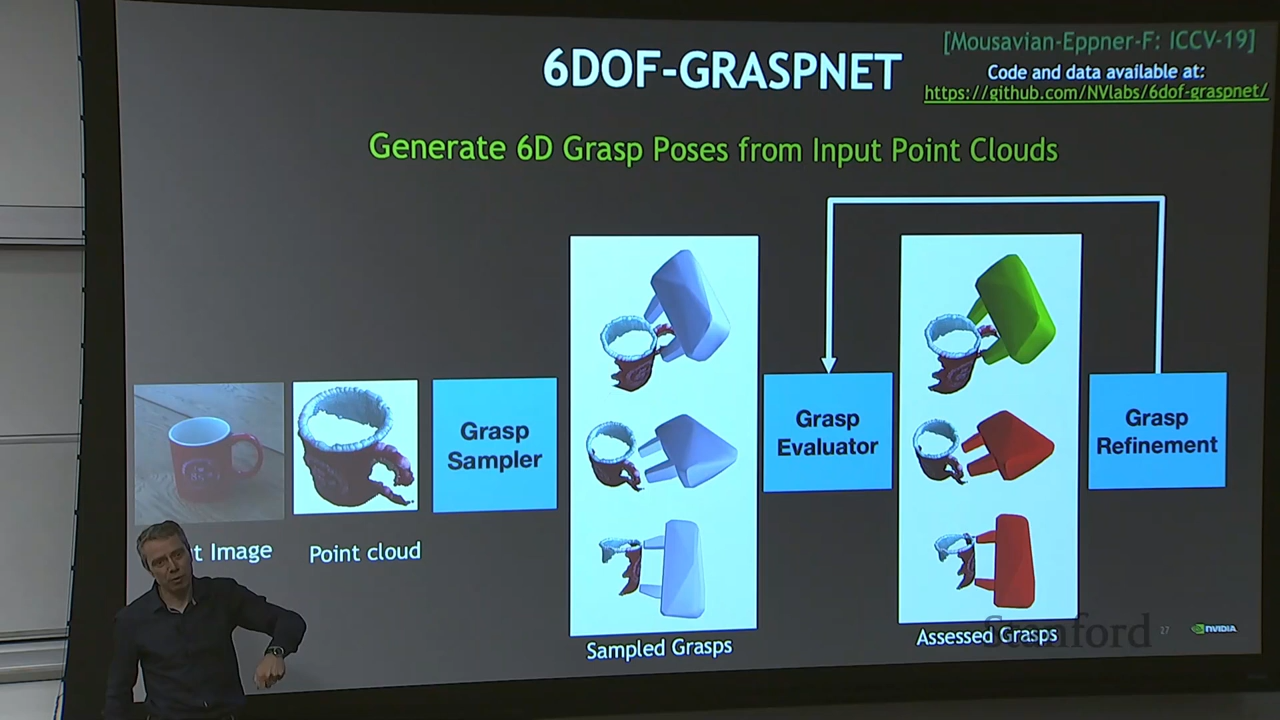 6DOF-GRASPNET
[Mousavian-Eppner-F: ICCV-19]
Code and data available at:
https://github.com/NVlabs/6dof-graspnet/
Generate 6D Grasp Poses from Input Point Clouds
Grasp
Sampler
Grasp
Evaluator
Grasp
Refinement
Image
Point cloud
Sampled Grasps
Assessed Grasps
Stanford
27
NVIDIA